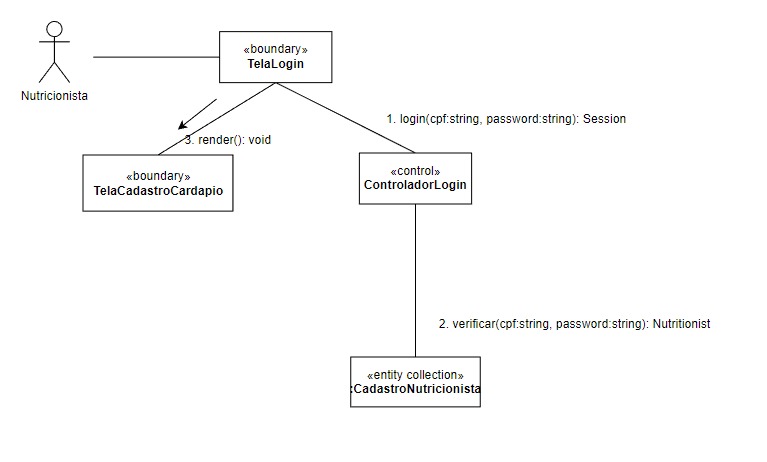 «boundary»
TelaLogin
Nutricionista
1. login(cpf:string, password:string): Session
3. render(): void
«boundary»
TelaCadastroCardapio
«control»
ControladorLogin
2. verificar(cpf:string, password:string): Nutritionist
«entity collection»
:CadastroNutricionista